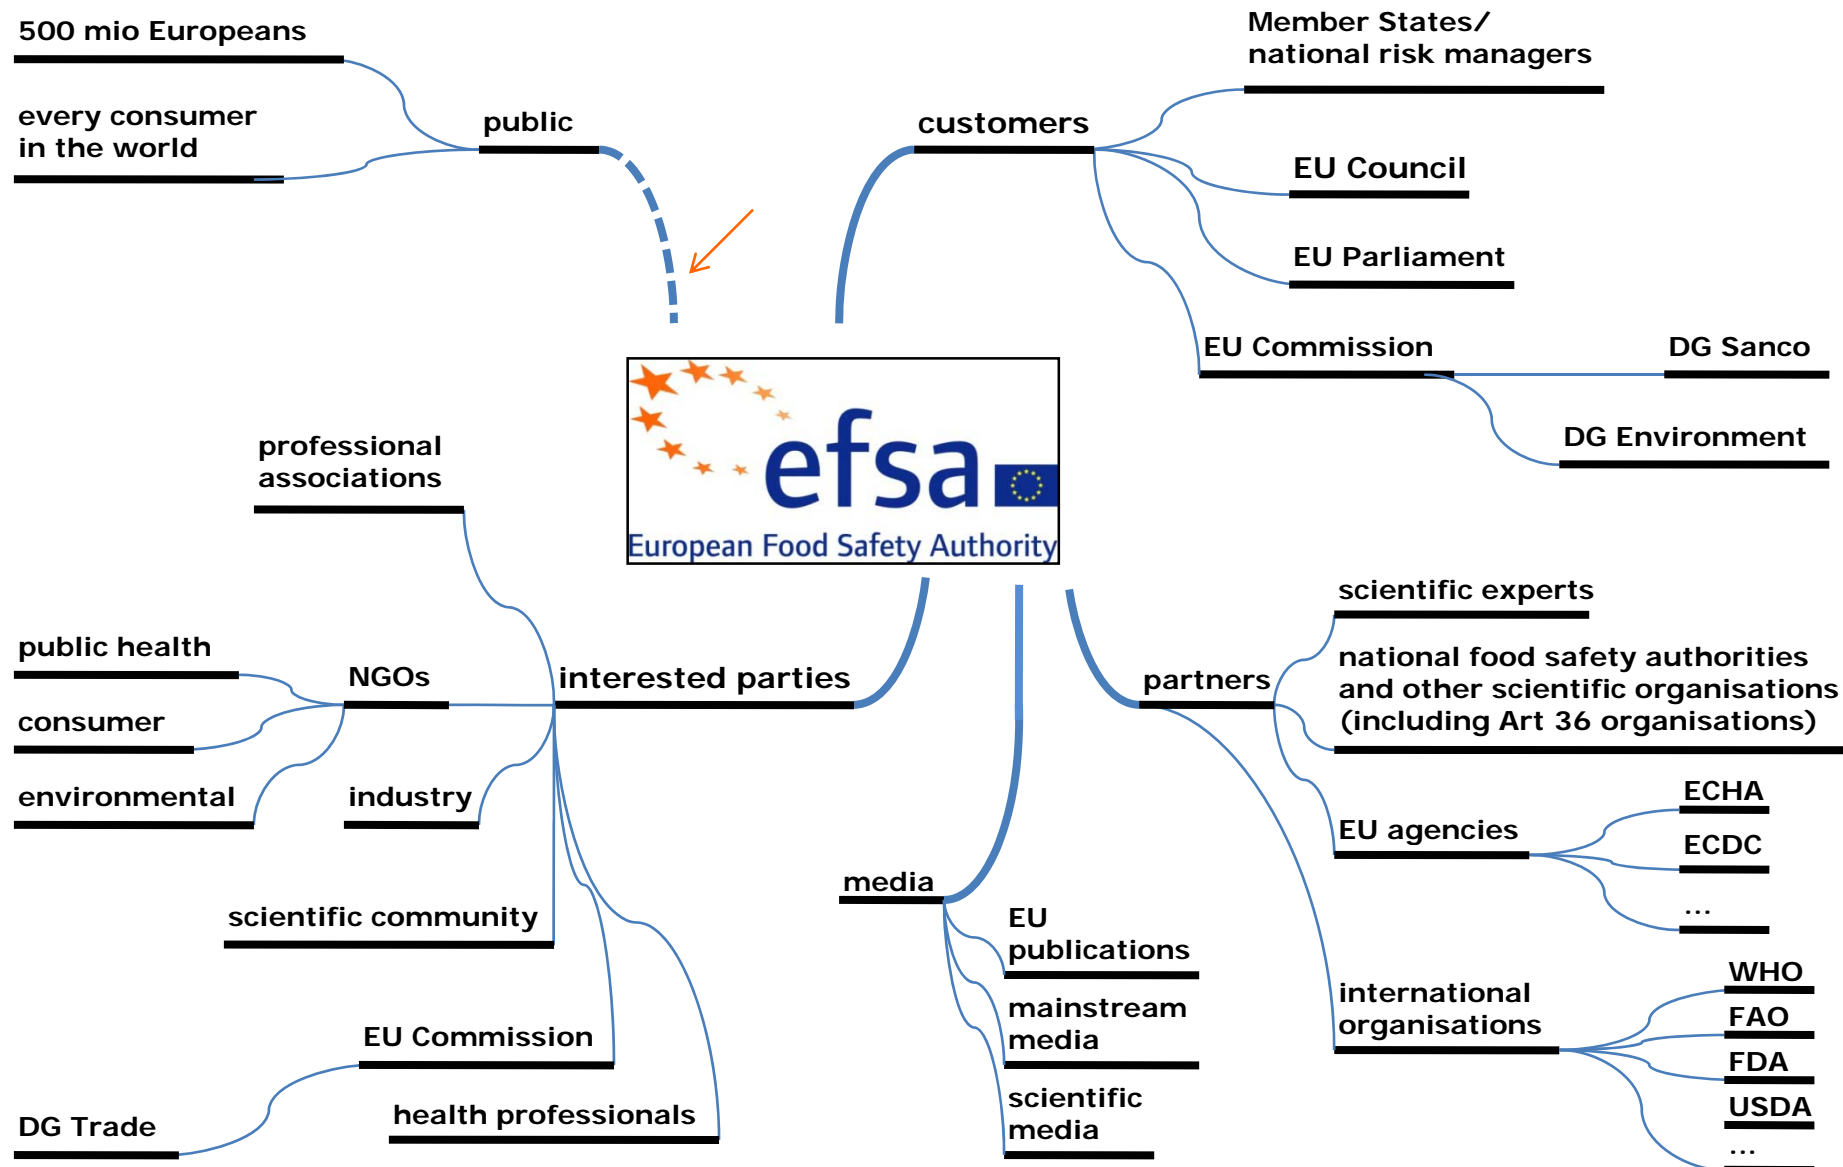 500 mio Europeans
every consumer
in the world
public
customers
Member States/
national risk managers
EU Council
EU Parliament
EU Commission
DG Sanco
DG Environment
efsa
European Food Safety Authority
professional
associations
public health
NGOs
interested parties
consumer
environmental
industry
scientific community
EU Commission
DG Trade
health professionals
media
EU
publications
mainstream
media
scientific
media
partners
scientific experts
national food safety authorities
and other scientific organisations
(including Art 36 organisations)
EU agencies
ECHA
ECDC
...
international
organisations
WHO
FAO
FDA
USDA
...